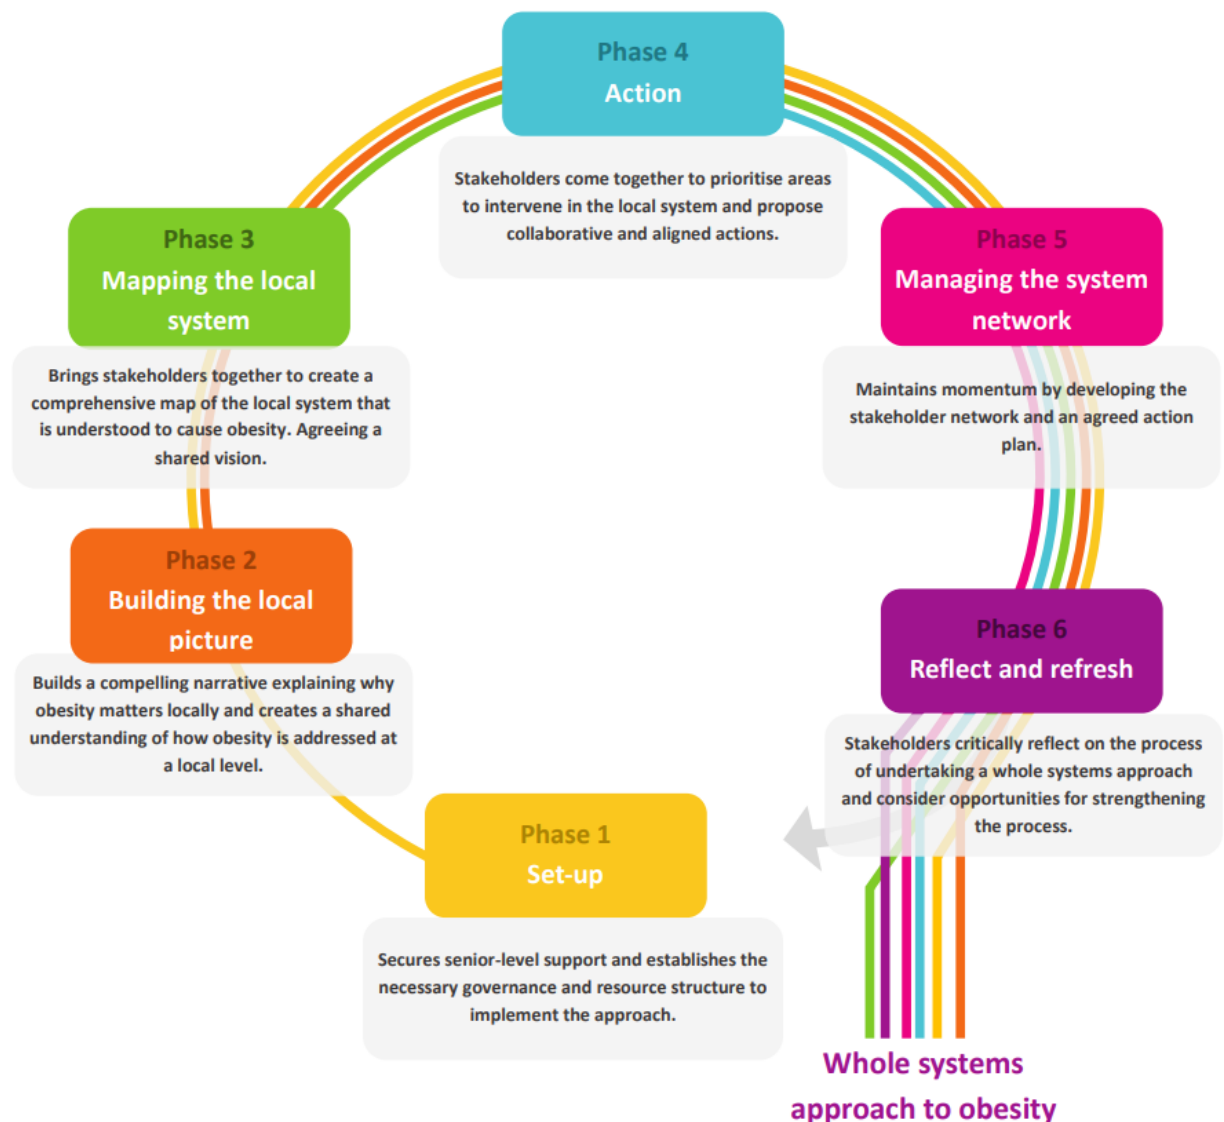 Phase 4
Action
Stakeholders come together to prioritise areas
to intervene in the local system and propose
collaborative and aligned actions.
Phase 3
Mapping the local
system
Brings stakeholders together to create a
comprehensive map of the local system that
is understood to cause obesity. Agreeing a
shared vision.
Phase 5
Managing the system
network
Maintains momentum by developing the
stakeholder network and an agreed action
plan.
Phase 2
Building the local
picture
Builds a compelling narrative explaining why
obesity matters locally and creates a shared
understanding of how obesity is addressed at
a local level.
Phase 6
Reflect and refresh
Stakeholders critically reflect on the process
of undertaking a whole systems approach
and consider opportunities for strengthening
the process.
Phase 1
Set-up
Secures senior-level support and establishes the
necessary governance and resource structure to
implement the approach.
Whole systems
approach to obesity